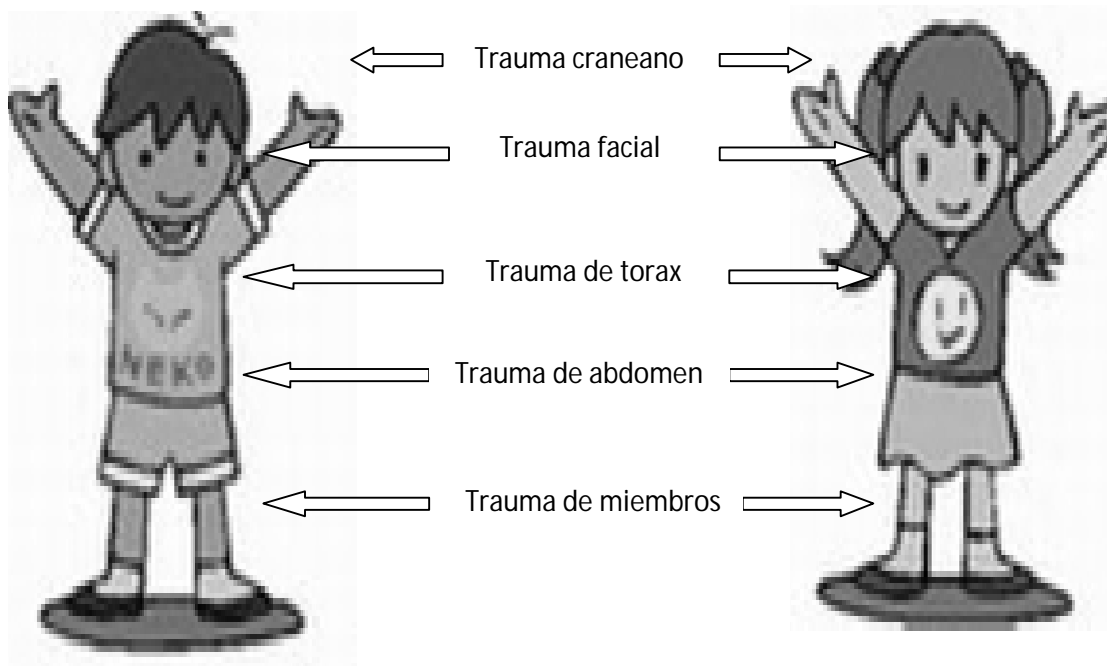 Trauma craneano
Trauma facial
Trauma de torax
Trauma de abdomen
Trauma de miembros
NEKO